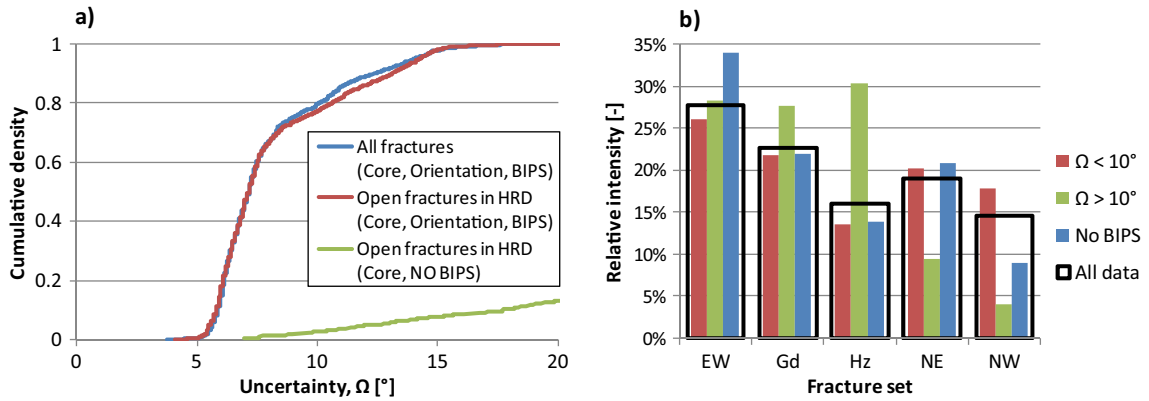 a)
Cumulative density
1
0.8
0.6
0.4
0.2
0
0
5
10
15
20
Uncertainty, Ω [°]
All fractures
(Core, Orientation, BIPS)
Open fractures in HRD
(Core, Orientation, BIPS)
Open fractures in HRD
(Core, NO BIPS)
b)
Relative intensity [-]
35%
30%
25%
20%
15%
10%
5%
0%
EW
Gd
Hz
NE
NW
Fracture set
Ω < 10°
Ω > 10°
No BIPS
All data